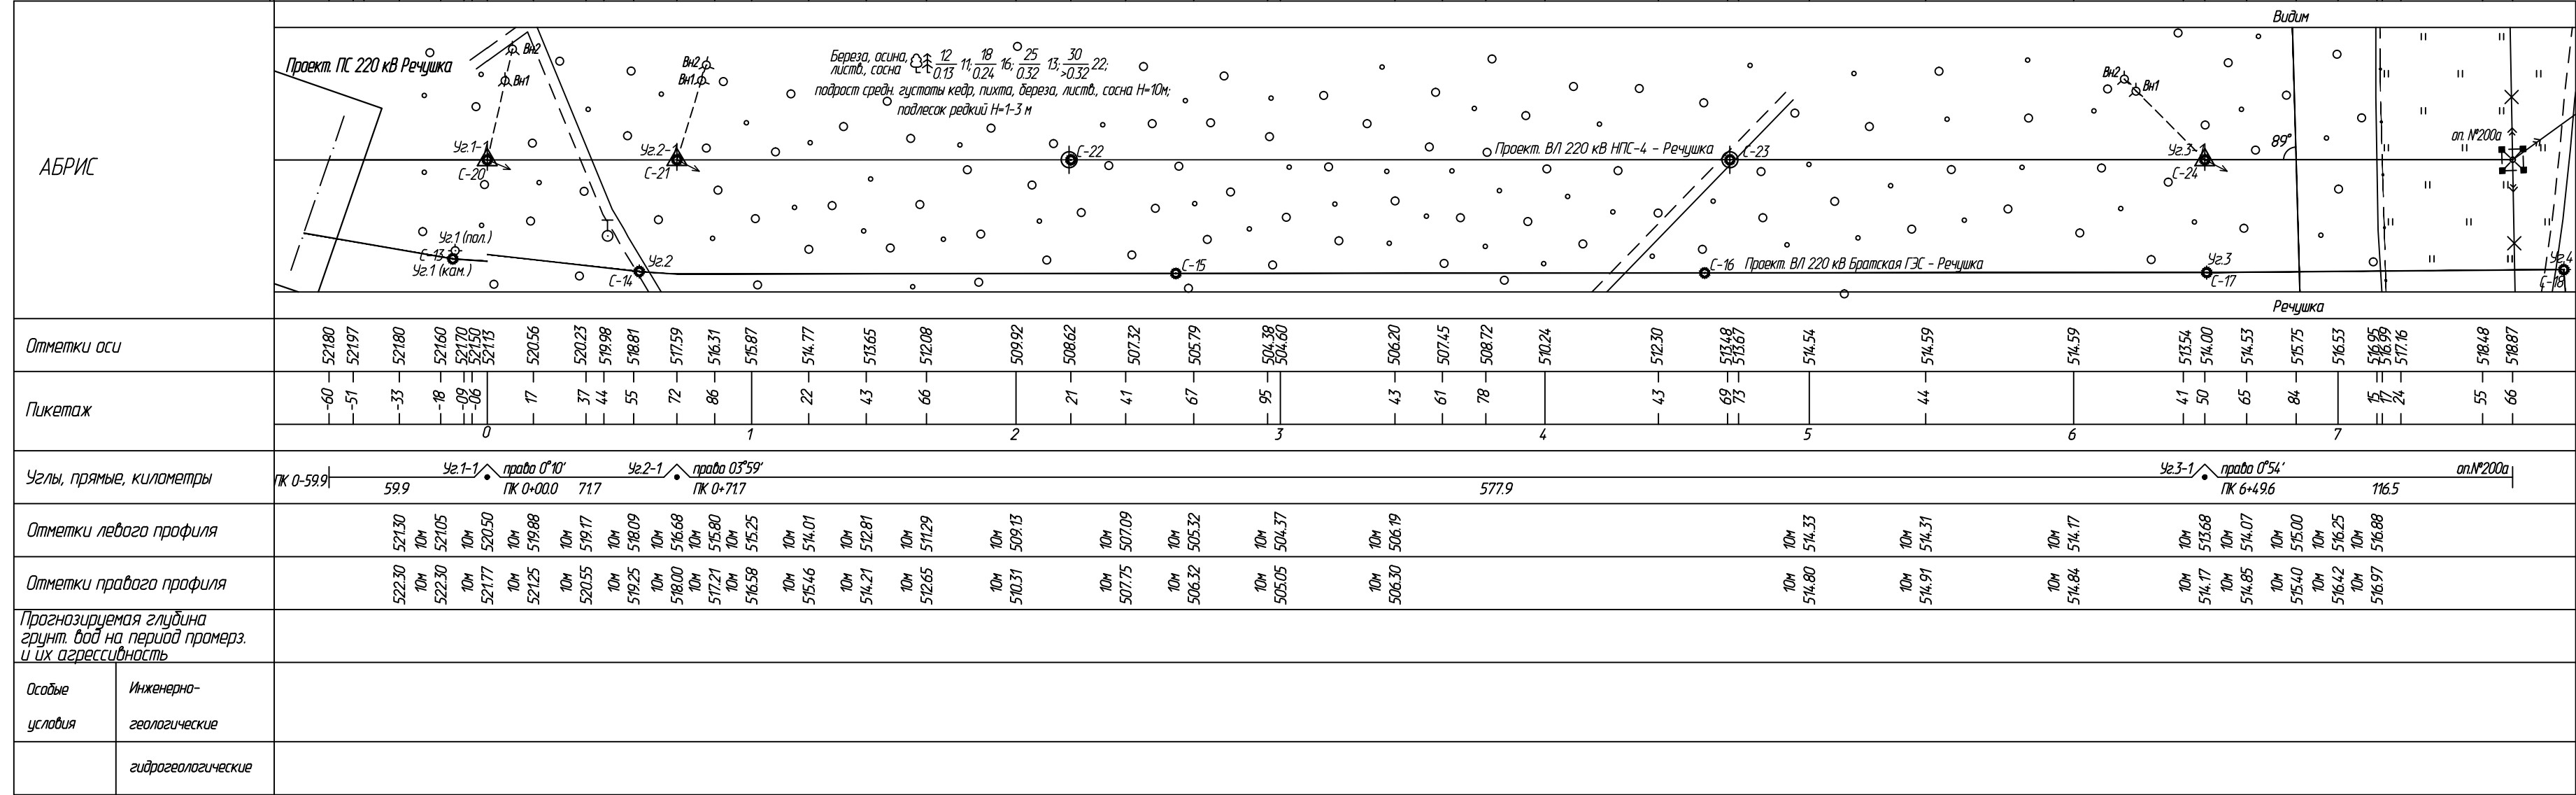 Видим
Проект. ПС 220 кВ Речушка
Вн2
Вн1
Вн2
Вн1
Береза, осина, 12/0.13 11; 18/0.24 16; 25/0.32 13; 30/>0.32 22;
листв., сосна
подрост средн. густоты кедр, пихта, береза, листв., сосна Н=10м;
подлесок редкий Н=1-3 м
Вн2
Вн1
АБРИС
Уг.1-1
С-20
Уг.2-1
С-21
С-22
Проект. ВЛ 220 кВ НПС-4 - Речушка
С-23
Уг.3-1
С-24
89°
оп. №200а
Уг.1 (пол.)
С-13
Уг.1 (кам.)
Уг.2
С-14
С-15
С-16
Проект. ВЛ 220 кВ Братская ГЭС - Речушка
Уг.3
С-17
Уг.4
С-18
Речушка
Отметки оси
521.80 521.97 521.80 521.60 521.70 521.50 521.13 520.56 520.23 519.98 518.81 517.59 516.31 515.87 514.77 513.65 512.08 509.92 508.62 507.32 505.79 504.38 504.60 506.20 507.45 508.72 510.24 512.30 513.48 513.67 514.54 514.59 514.59 513.54 514.00 514.53 515.75 516.53 516.95 516.99 517.16 518.48 518.87
Пикетаж
-60 -51 -33 -18 -09 -06 17 37 44 55 72 86 22 43 66 21 41 67 95 43 61 78 43 69 73 44 41 50 65 84 15 17 24 55 66
0 1 2 3 4 5 6 7
Углы, прямые, километры
ПК 0-59.9 59.9 Уг.1-1 право 0°10' ПК 0+00.0 71.7 Уг.2-1 право 03°59' ПК 0+71.7 577.9 Уг.3-1 право 0°54' ПК 6+49.6 116.5 оп.№200а
Отметки левого профиля
521.30 10м 521.05 10м 520.50 10м 519.88 10м 519.17 10м 518.09 10м 516.68 10м 515.80 10м 515.25 10м 514.01 10м 512.81 10м 511.29 10м 509.13 10м 507.09 10м 505.32 10м 504.37 10м 506.19 10м 514.33 10м 514.31 10м 514.17 10м 513.68 10м 514.07 10м 515.00 10м 516.25 10м 516.88
Отметки правого профиля
522.30 10м 522.30 10м 521.77 10м 521.25 10м 520.55 10м 519.25 10м 518.00 10м 517.21 10м 516.58 10м 515.46 10м 514.21 10м 512.65 10м 510.31 10м 507.75 10м 506.32 10м 505.05 10м 506.30 10м 514.80 10м 514.91 10м 514.84 10м 514.17 10м 514.85 10м 515.40 10м 516.42 10м 516.97
Прогнозируемая глубина
грунт. вод на период промерз.
и их агрессивность
Особые
условия
Инженерно-
геологические
гидрогеологические